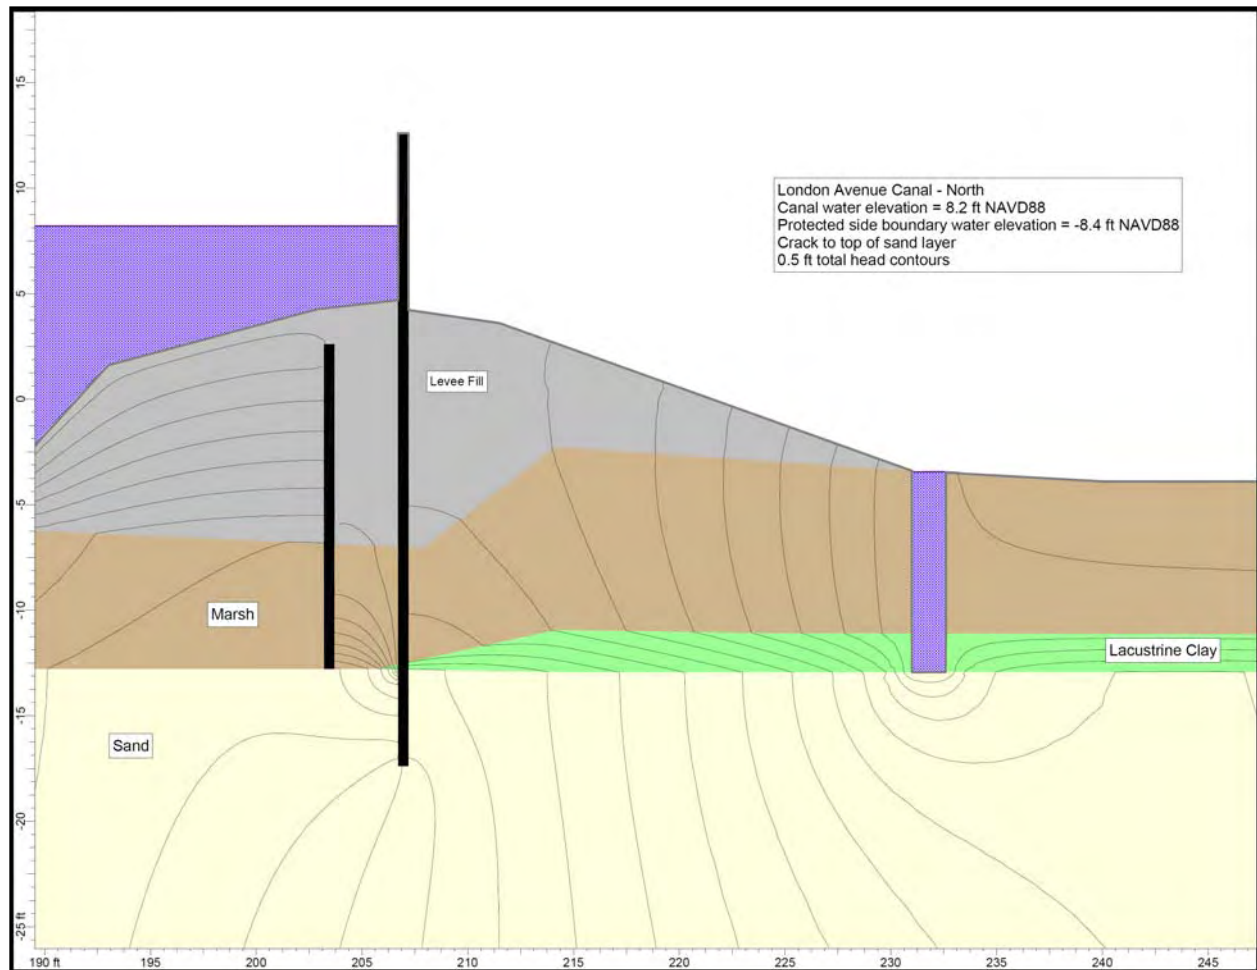 15
10
London Avenue Canal - North
Canal water elevation = 8.2 ft NAVD88
Protected side boundary water elevation = -8.4 ft NAVD88
Crack to top of sand layer
0.5 ft total head contours
5
Levee Fill
0
-5
-10
Marsh
Lacustrine Clay
-15
Sand
-20
-25 ft
190 ft 195 200 205 210 215 220 225 230 235 240 245